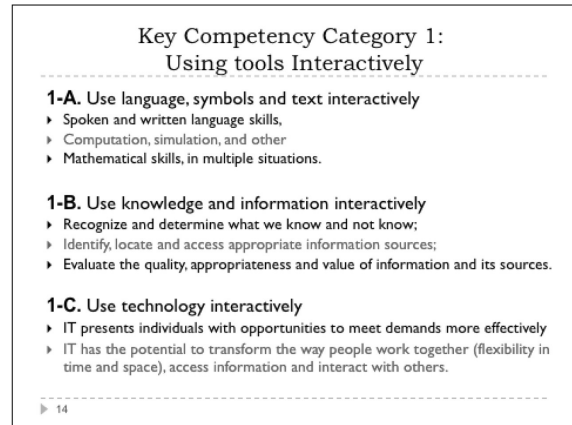 Key Competency Category 1:
Using tools Interactively
1-A. Use language, symbols and text interactively
Spoken and written language skills,
Computation, simulation, and other
Mathematical skills, in multiple situations.
1-B. Use knowledge and information interactively
Recognize and determine what we know and not know;
Identify, locate and access appropriate information sources;
Evaluate the quality, appropriateness and value of information and its sources.
1-C. Use technology interactively
IT presents individuals with opportunities to meet demands more effectively
IT has the potential to transform the way people work together (flexibility in
time and space), access information and interact with others.
14